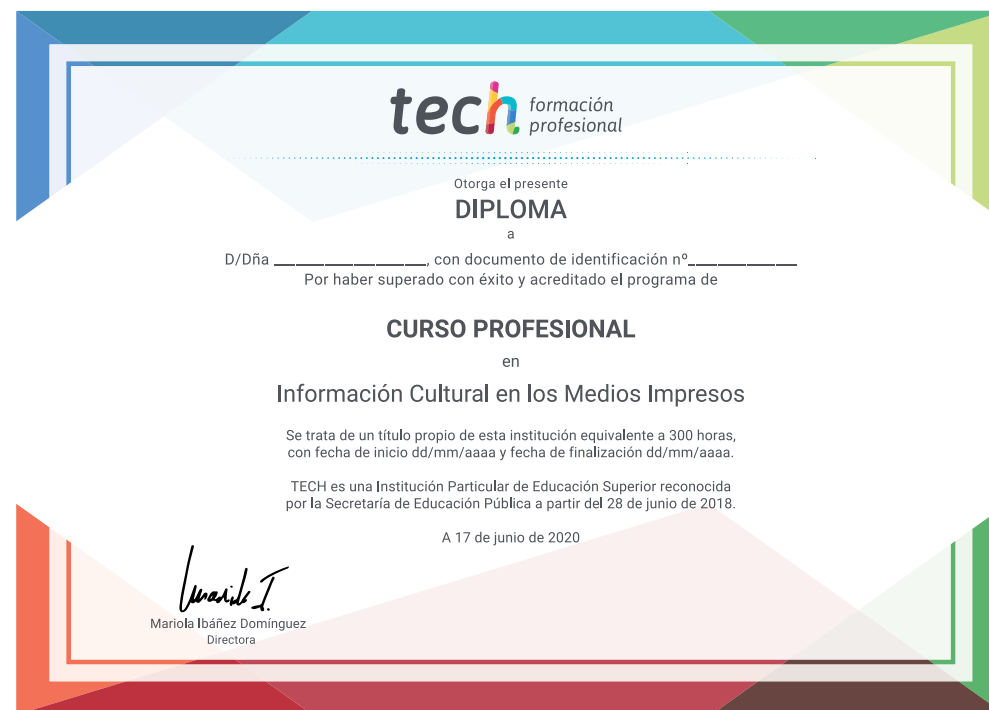 tech formación
profesional
Otorga el presente
DIPLOMA
a
D/Dña ____________________, con documento de identificación nº______________
Por haber superado con éxito y acreditado el programa de
CURSO PROFESIONAL
en
Información Cultural en los Medios Impresos
Se trata de un título propio de esta institución equivalente a 300 horas,
con fecha de inicio dd/mm/aaaa y fecha de finalización dd/mm/aaaa.
TECH es una Institución Particular de Educación Superior reconocida
por la Secretaría de Educación Pública a partir del 28 de junio de 2018.
A 17 de junio de 2020
Mariola Ibáñez Domínguez
Directora